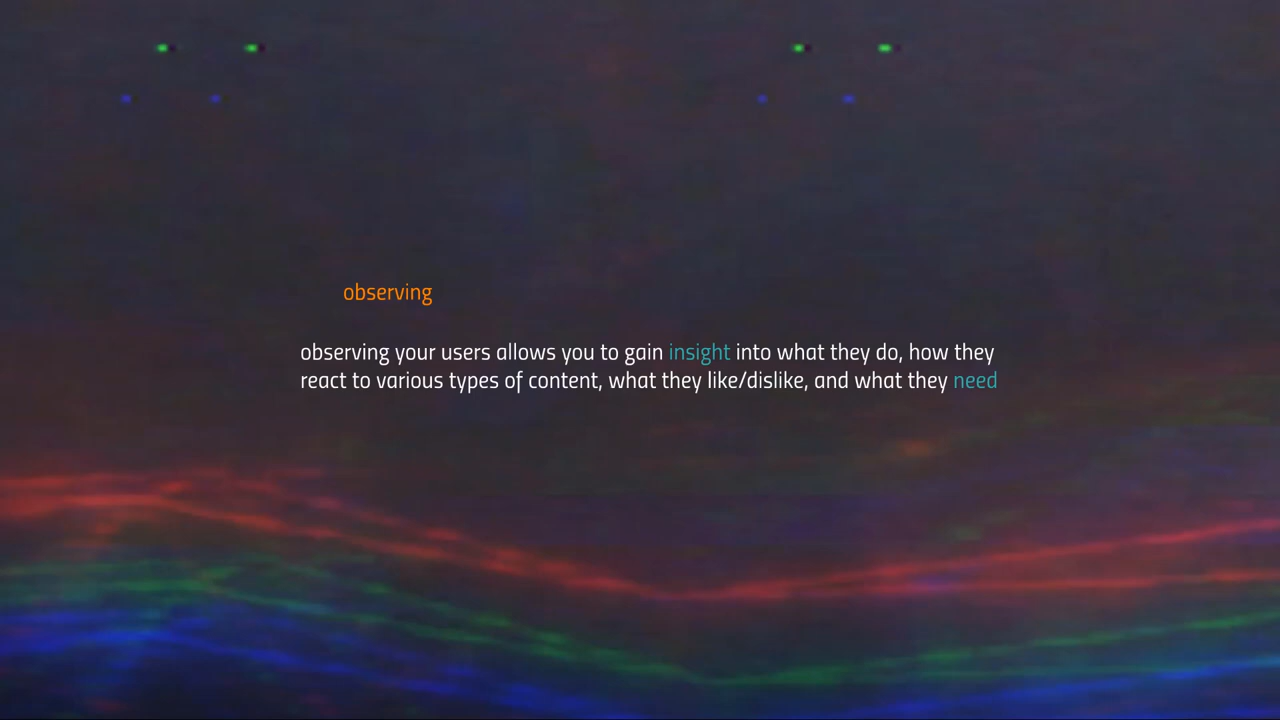 observing
observing your users allows you to gain insight into what they do, how they
react to various types of content, what they like/dislike, and what they need